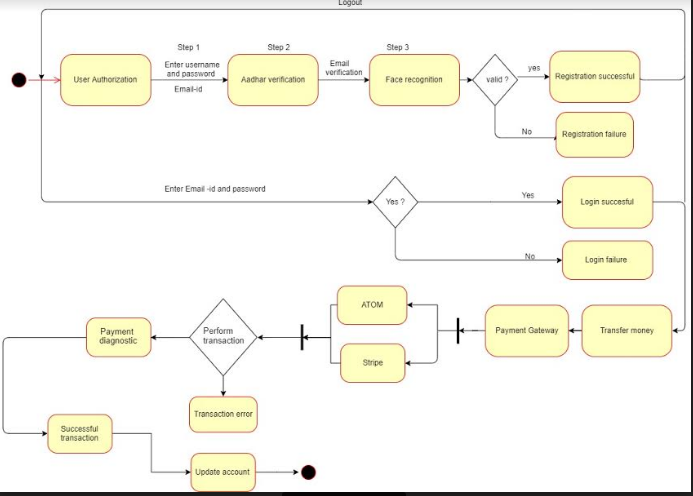 Logout
Step 1
Step 2
Step 3
User Authorization
Enter username
and password
Email-id
Aadhar verification
Email
verification
Face recognition
valid ?
yes
Registration successful
No
Registration failure
Enter Email -id and password
Yes ?
Yes
Login succesful
No
Login failure
ATOM
Stripe
Payment Gateway
Transfer money
Perform
transaction
Payment
diagnostic
Transaction error
Successful
transaction
Update account